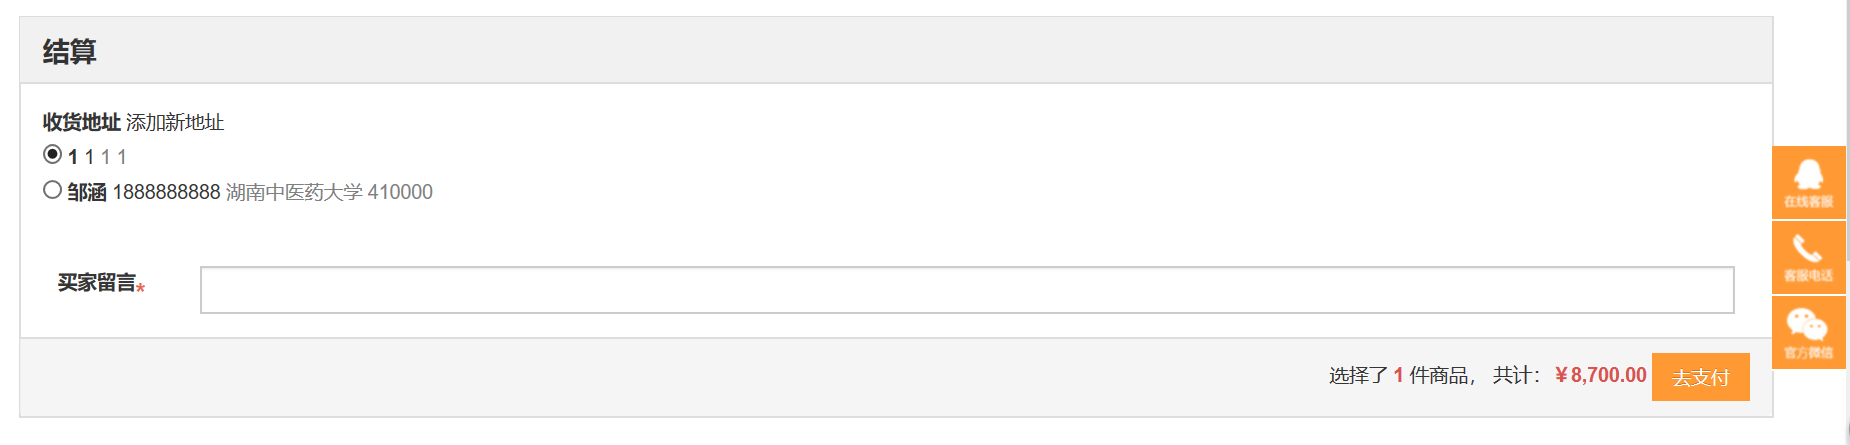 结算
收货地址 添加新地址
1 1 1 1
邹涵 1888888888 湖南中医药大学 410000
买家留言*
选择了 1 件商品， 共计：￥8,700.00 去支付
在线客服
客服电话
官方微信